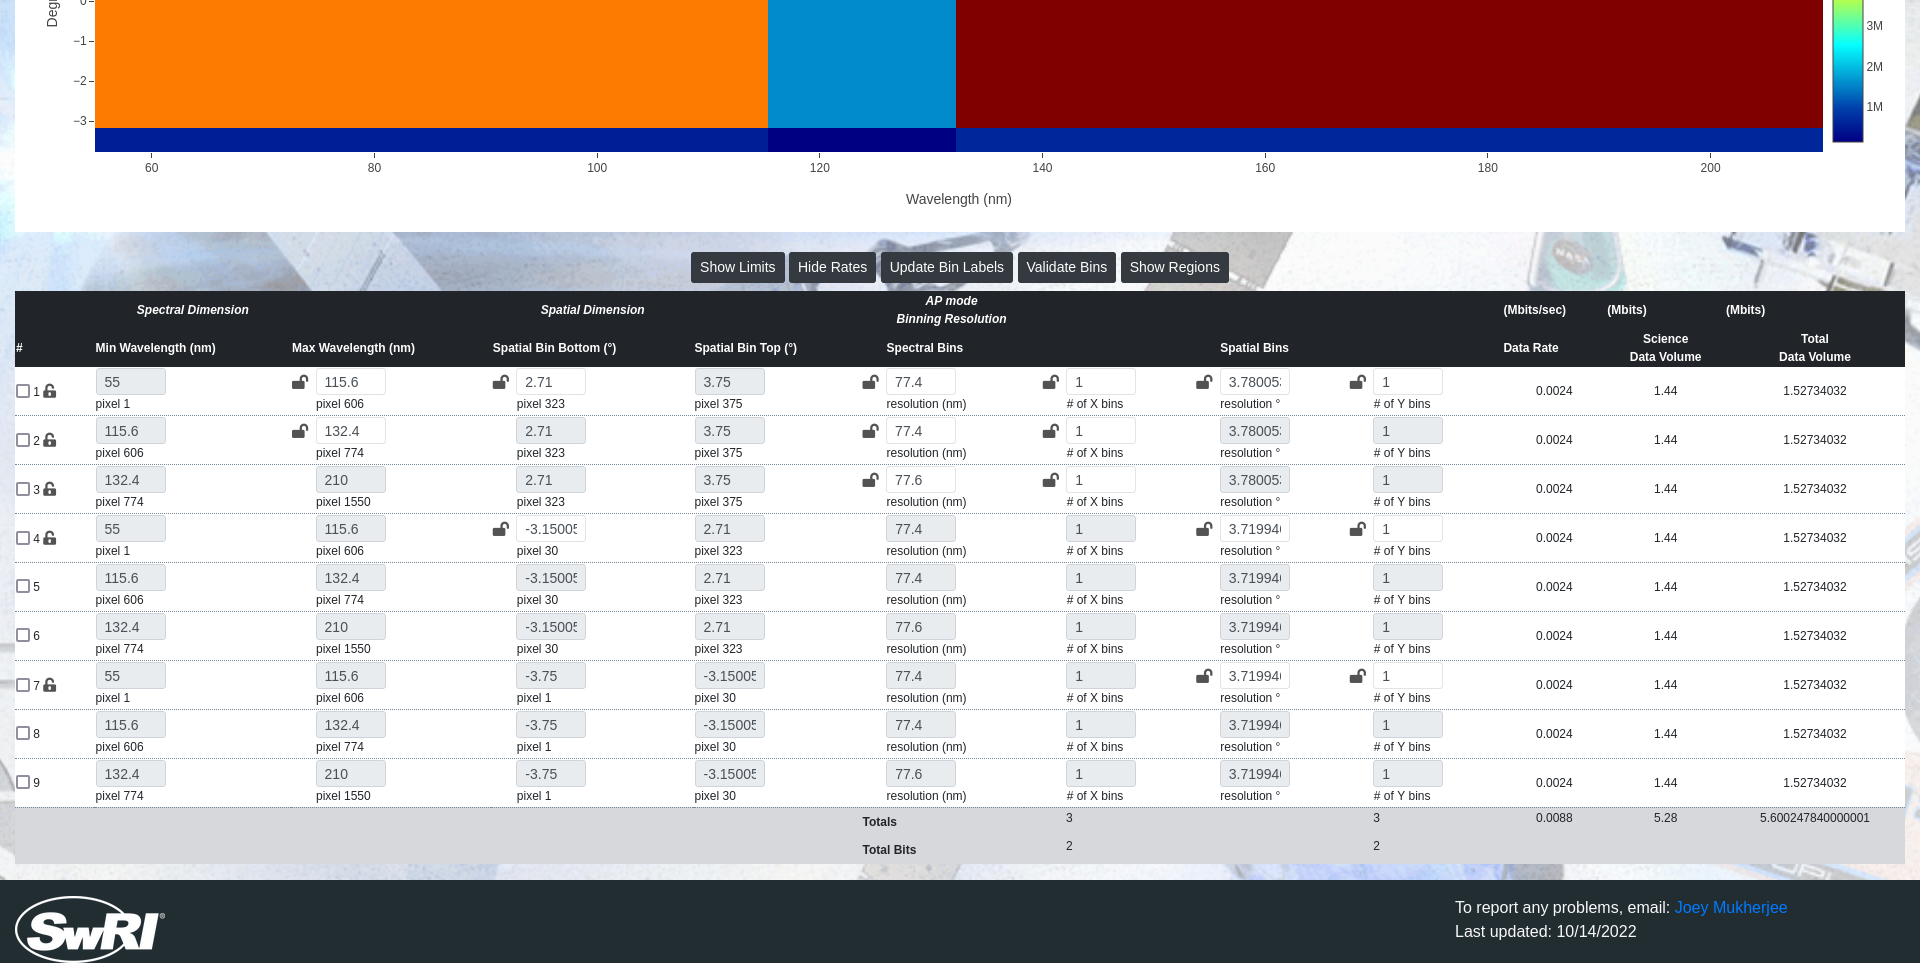 0
−1
−2
−3
60 80 100 120 140 160 180 200
Wavelength (nm)
3M
2M
1M
Show Limits Hide Rates Update Bin Labels Validate Bins Show Regions
Spectral Dimension Spatial Dimension AP mode (Mbits/sec) (Mbits) (Mbits)
Binning Resolution
# Min Wavelength (nm) Max Wavelength (nm) Spatial Bin Bottom (°) Spatial Bin Top (°) Spectral Bins Spatial Bins Data Rate Science Total
Data Volume Data Volume
1 55 115.6 2.71 3.75 77.4 1 3.78005 1 0.0024 1.44 1.52734032
pixel 1 pixel 606 pixel 323 pixel 375 resolution (nm) # of X bins resolution ° # of Y bins
2 115.6 132.4 2.71 3.75 77.4 1 3.78005 1 0.0024 1.44 1.52734032
pixel 606 pixel 774 pixel 323 pixel 375 resolution (nm) # of X bins resolution ° # of Y bins
3 132.4 210 2.71 3.75 77.6 1 3.78005 1 0.0024 1.44 1.52734032
pixel 774 pixel 1550 pixel 323 pixel 375 resolution (nm) # of X bins resolution ° # of Y bins
4 55 115.6 -3.15005 2.71 77.4 1 3.71994 1 0.0024 1.44 1.52734032
pixel 1 pixel 606 pixel 30 pixel 323 resolution (nm) # of X bins resolution ° # of Y bins
5 115.6 132.4 -3.15005 2.71 77.4 1 3.71994 1 0.0024 1.44 1.52734032
pixel 606 pixel 774 pixel 30 pixel 323 resolution (nm) # of X bins resolution ° # of Y bins
6 132.4 210 -3.15005 2.71 77.6 1 3.71994 1 0.0024 1.44 1.52734032
pixel 774 pixel 1550 pixel 30 pixel 323 resolution (nm) # of X bins resolution ° # of Y bins
7 55 115.6 -3.75 -3.15005 77.4 1 3.71994 1 0.0024 1.44 1.52734032
pixel 1 pixel 606 pixel 1 pixel 30 resolution (nm) # of X bins resolution ° # of Y bins
8 115.6 132.4 -3.75 -3.15005 77.4 1 3.71994 1 0.0024 1.44 1.52734032
pixel 606 pixel 774 pixel 1 pixel 30 resolution (nm) # of X bins resolution ° # of Y bins
9 132.4 210 -3.75 -3.15005 77.6 1 3.71994 1 0.0024 1.44 1.52734032
pixel 774 pixel 1550 pixel 1 pixel 30 resolution (nm) # of X bins resolution ° # of Y bins
Totals 3 3 0.0088 5.28 5.600247840000001
Total Bits 2 2
SwRI®
To report any problems, email: Joey Mukherjee
Last updated: 10/14/2022